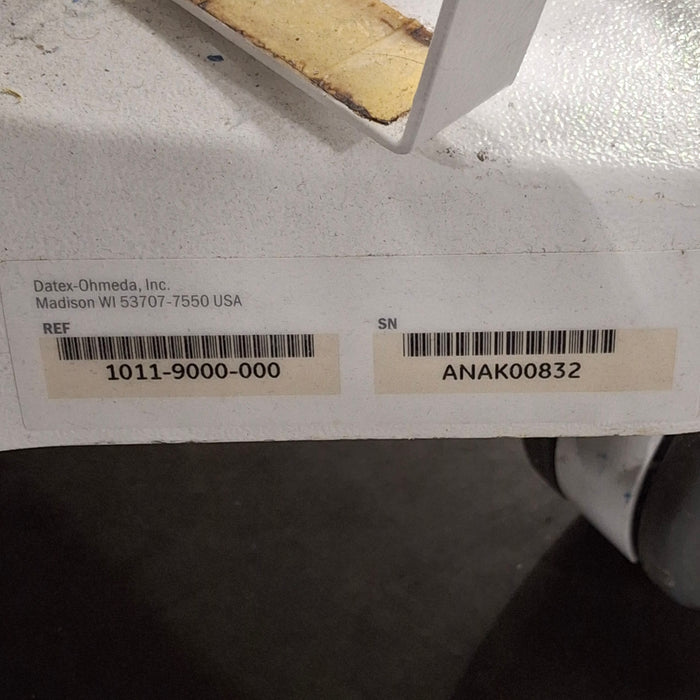 Datex-Ohmeda, Inc.
Madison WI 53707-7550 USA
REF
1011-9000-000
SN
ANAK00832